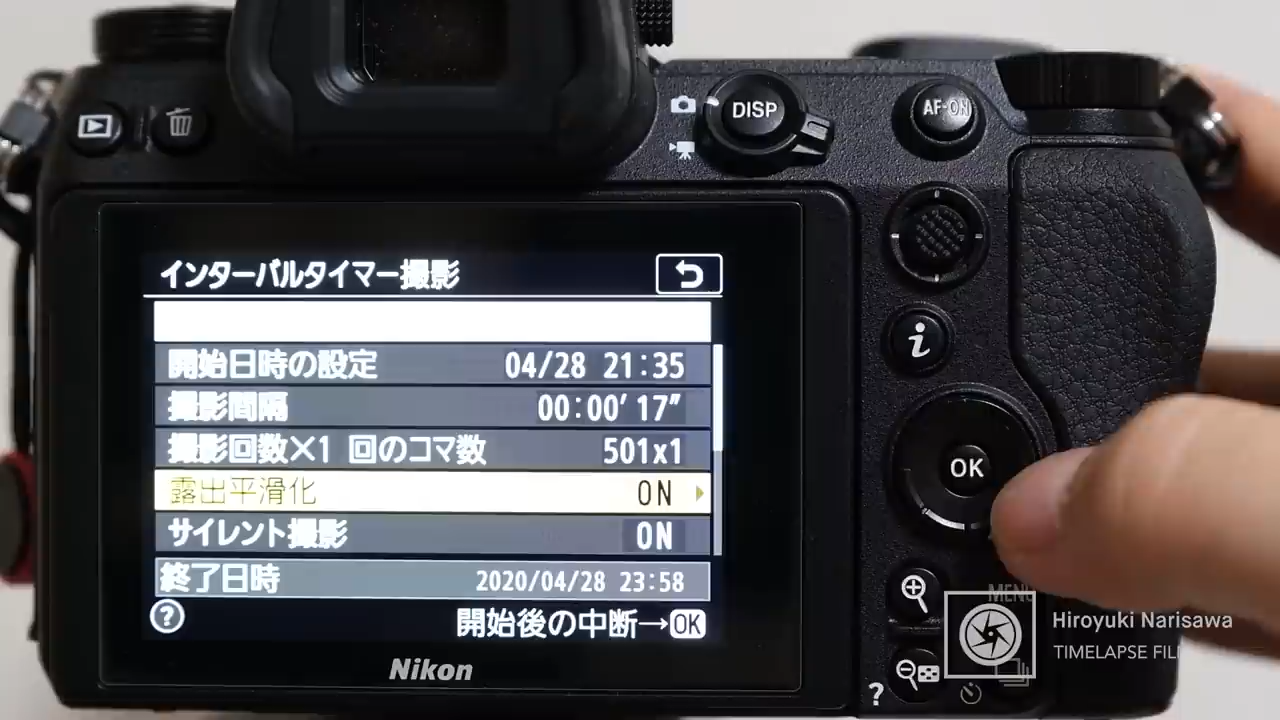 DISP
AF-ON
インターバルタイマー撮影
開始日時の設定 04/28 21:35
撮影間隔 00:00′17″
撮影回数×1 回のコマ数 501x1
露出平滑化 ON
サイレント撮影 ON
終了日時 2020/04/28 23:58
? 開始後の中断→OK
Nikon
i
OK
MENU
?
Hiroyuki Narisawa
TIMELAPSE FIL